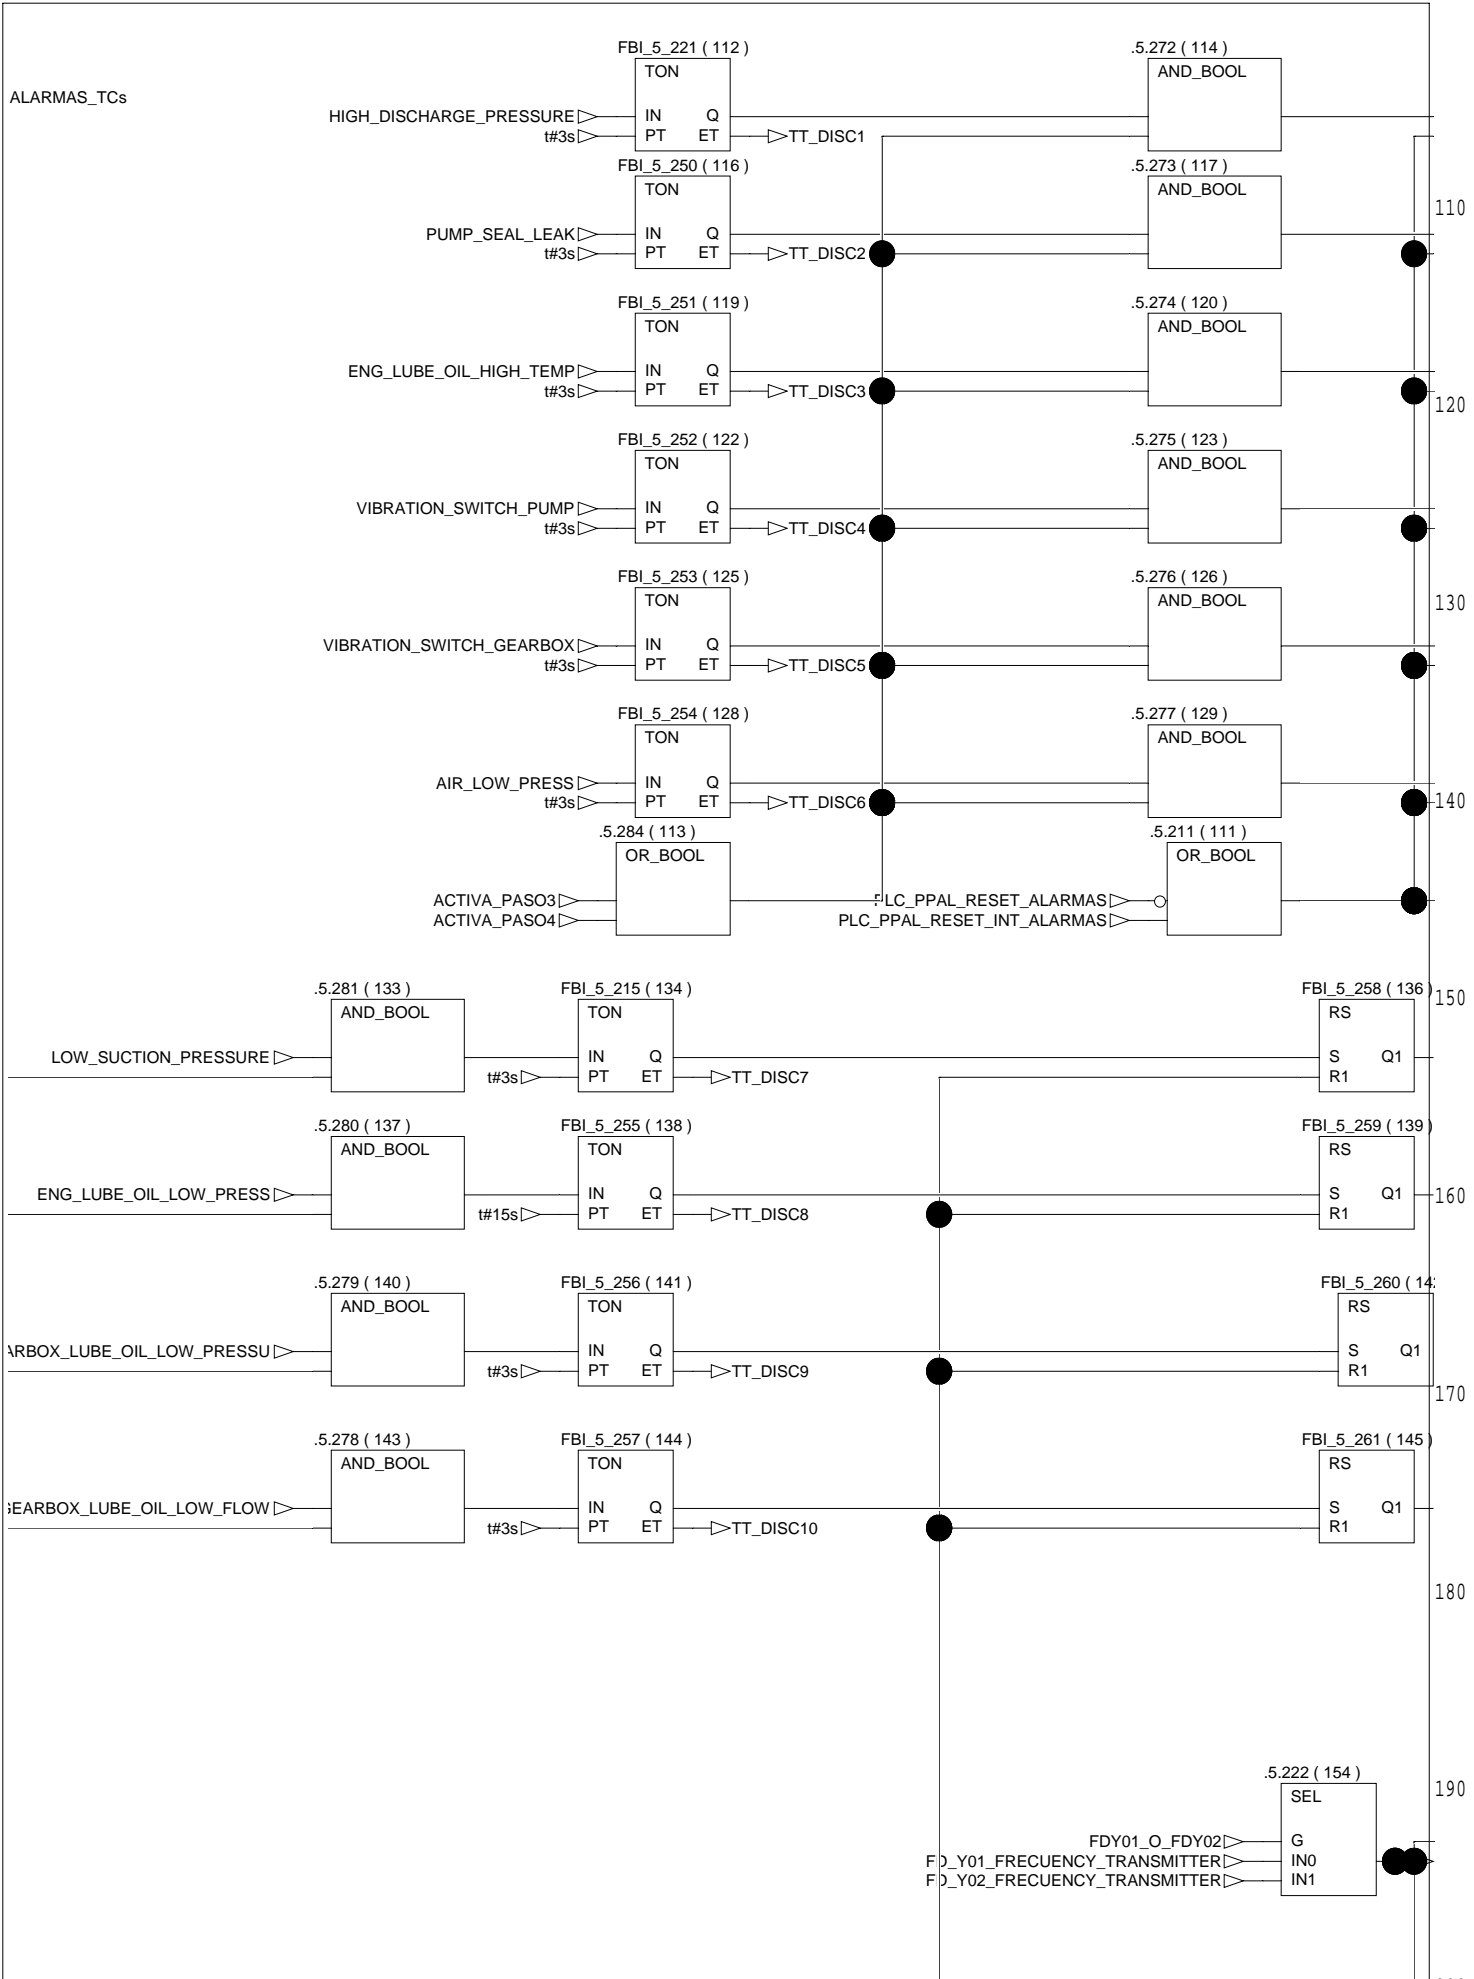 FBI_5_221 ( 112 )
.5.272 ( 114 )
TON
AND_BOOL
ALARMAS_TCs
HIGH_DISCHARGE_PRESSURE
IN Q
t#3s
PT ET
TT_DISC1
FBI_5_250 ( 116 )
.5.273 ( 117 )
TON
AND_BOOL
110
PUMP_SEAL_LEAK
IN Q
t#3s
PT ET
TT_DISC2
FBI_5_251 ( 119 )
.5.274 ( 120 )
TON
AND_BOOL
ENG_LUBE_OIL_HIGH_TEMP
IN Q
t#3s
PT ET
TT_DISC3
120
FBI_5_252 ( 122 )
.5.275 ( 123 )
TON
AND_BOOL
VIBRATION_SWITCH_PUMP
IN Q
t#3s
PT ET
TT_DISC4
FBI_5_253 ( 125 )
.5.276 ( 126 )
TON
AND_BOOL
130
VIBRATION_SWITCH_GEARBOX
IN Q
t#3s
PT ET
TT_DISC5
FBI_5_254 ( 128 )
.5.277 ( 129 )
TON
AND_BOOL
AIR_LOW_PRESS
IN Q
t#3s
PT ET
TT_DISC6
140
.5.284 ( 113 )
.5.211 ( 111 )
OR_BOOL
OR_BOOL
ACTIVA_PASO3
PLC_PPAL_RESET_ALARMAS
ACTIVA_PASO4
PLC_PPAL_RESET_INT_ALARMAS
.5.281 ( 133 )
FBI_5_215 ( 134 )
FBI_5_258 ( 136 )
150
AND_BOOL
TON
RS
LOW_SUCTION_PRESSURE
IN Q
S Q1
t#3s
PT ET
TT_DISC7
R1
.5.280 ( 137 )
FBI_5_255 ( 138 )
FBI_5_259 ( 139 )
AND_BOOL
TON
RS
ENG_LUBE_OIL_LOW_PRESS
IN Q
S Q1
160
t#15s
PT ET
TT_DISC8
R1
.5.279 ( 140 )
FBI_5_256 ( 141 )
FBI_5_260 ( 142
AND_BOOL
TON
RS
ARBOX_LUBE_OIL_LOW_PRESSU
IN Q
S Q1
t#3s
PT ET
TT_DISC9
R1
170
.5.278 ( 143 )
FBI_5_257 ( 144 )
FBI_5_261 ( 145 )
AND_BOOL
TON
RS
GEARBOX_LUBE_OIL_LOW_FLOW
IN Q
S Q1
t#3s
PT ET
TT_DISC10
R1
180
.5.222 ( 154 )
190
SEL
FDY01_O_FDY02
G
FD_Y01_FRECUENCY_TRANSMITTER
IN0
FD_Y02_FRECUENCY_TRANSMITTER
IN1